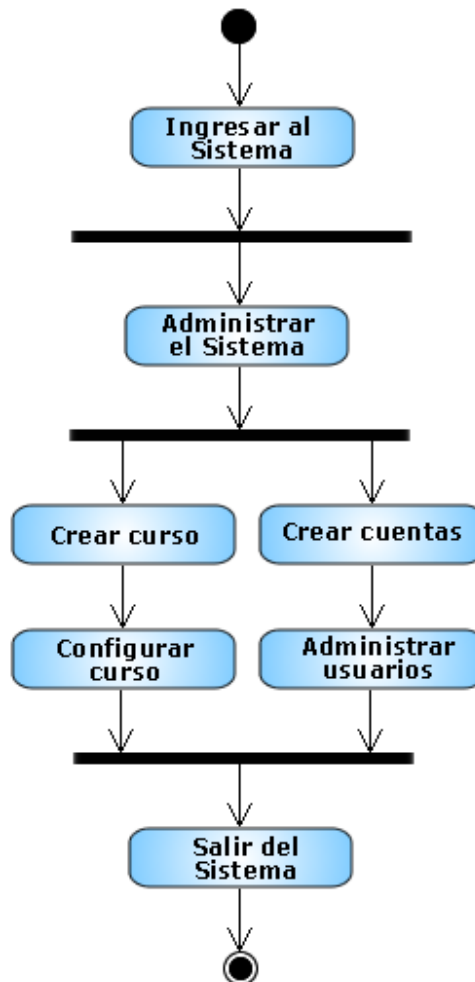 Ingresar al
Sistema
Administrar
el Sistema
Crear curso
Crear cuentas
Configurar
curso
Administrar
usuarios
Salir del
Sistema